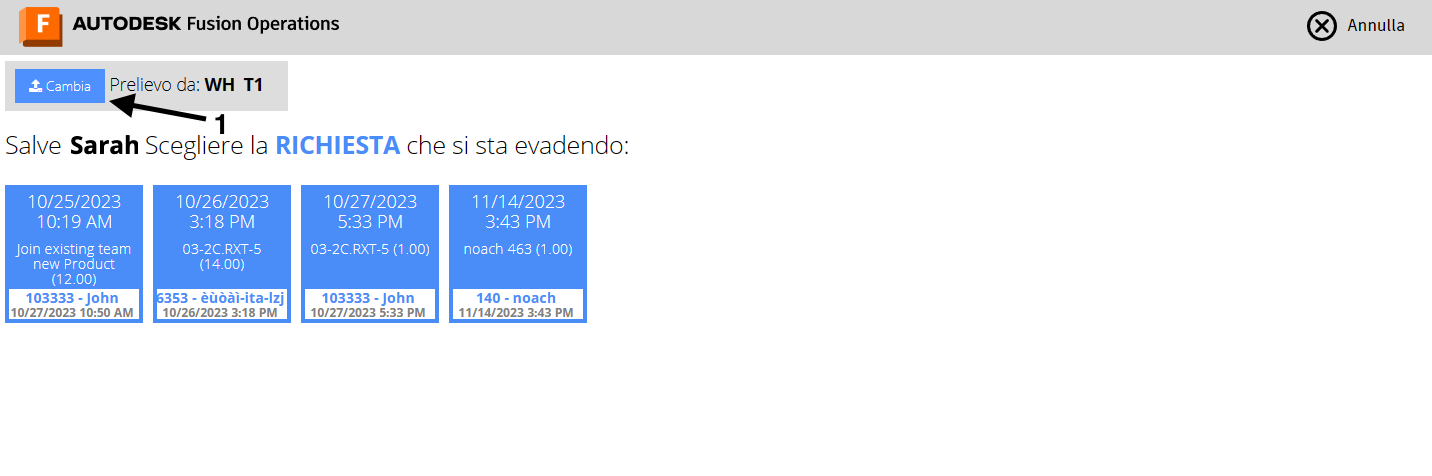 F AUTODESK Fusion Operations
Annulla
Cambia Prelievo da: WH T1
1
Salve Sarah Scegliere la RICHIESTA che si sta evadendo:
10/25/2023
10:19 AM
Join existing team
new Product
(12.00)
103333 - John
10/27/2023 10:50 AM
10/26/2023
3:18 PM
03-2C.RXT-5
(14.00)
6353 - èùòàì-ita-lzj
10/26/2023 3:18 PM
10/27/2023
5:33 PM
03-2C.RXT-5 (1.00)
103333 - John
10/27/2023 5:33 PM
11/14/2023
3:43 PM
noach 463 (1.00)
140 - noach
11/14/2023 3:43 PM